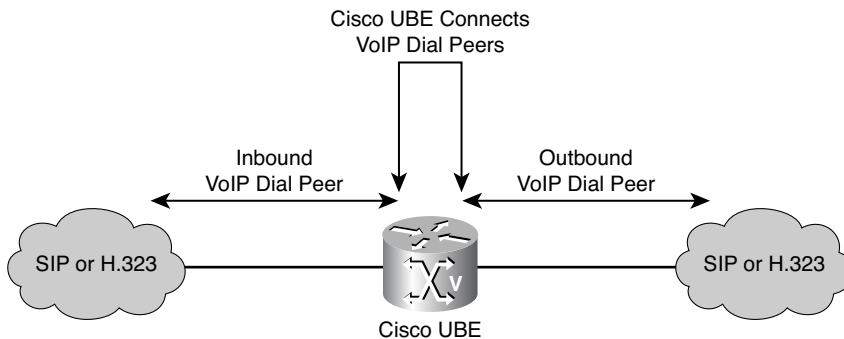 Cisco UBE Connects
VoIP Dial Peers
Inbound
VoIP Dial Peer
Outbound
VoIP Dial Peer
SIP or H.323
V
SIP or H.323
Cisco UBE